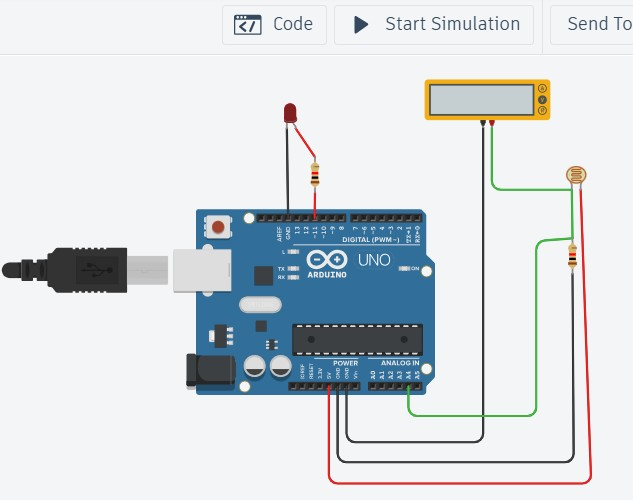 Code
Start Simulation
Send To
A
V
AREF
GND
13
12
~11
~10
~9
8
7
~6
~5
4
~3
2
TX→1
RX←0
DIGITAL (PWM~)
L
TX
RX
ARDUINO
UNO
ON
POWER
ANALOG IN
IOREF
RESET
3.3V
5V
GND
GND
Vin
A0
A1
A2
A3
A4
A5